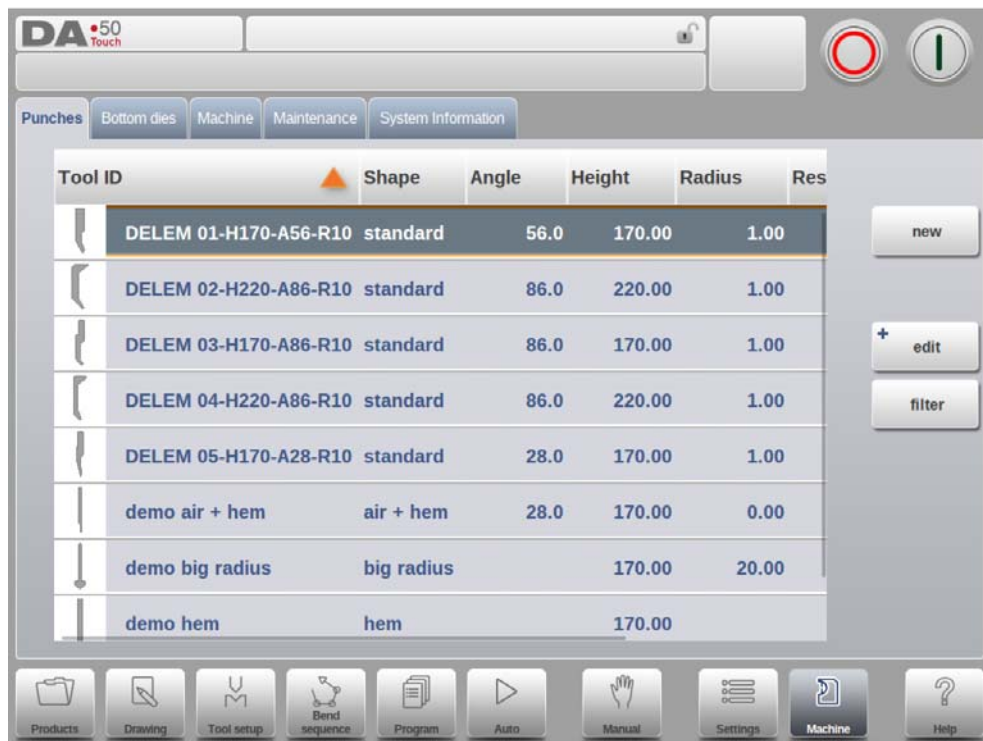 DA •50
Touch
Punches Bottom dies Machine Maintenance System Information
Tool ID Shape Angle Height Radius Res
DELEM 01-H170-A56-R10 standard 56.0 170.00 1.00
DELEM 02-H220-A86-R10 standard 86.0 220.00 1.00
DELEM 03-H170-A86-R10 standard 86.0 170.00 1.00
DELEM 04-H220-A86-R10 standard 86.0 220.00 1.00
DELEM 05-H170-A28-R10 standard 28.0 170.00 1.00
demo air + hem air + hem 28.0 170.00 0.00
demo big radius big radius 170.00 20.00
demo hem hem 170.00
new
+ edit
filter
Products Drawing Tool setup Bend sequence Program Auto Manual Settings Machine Help